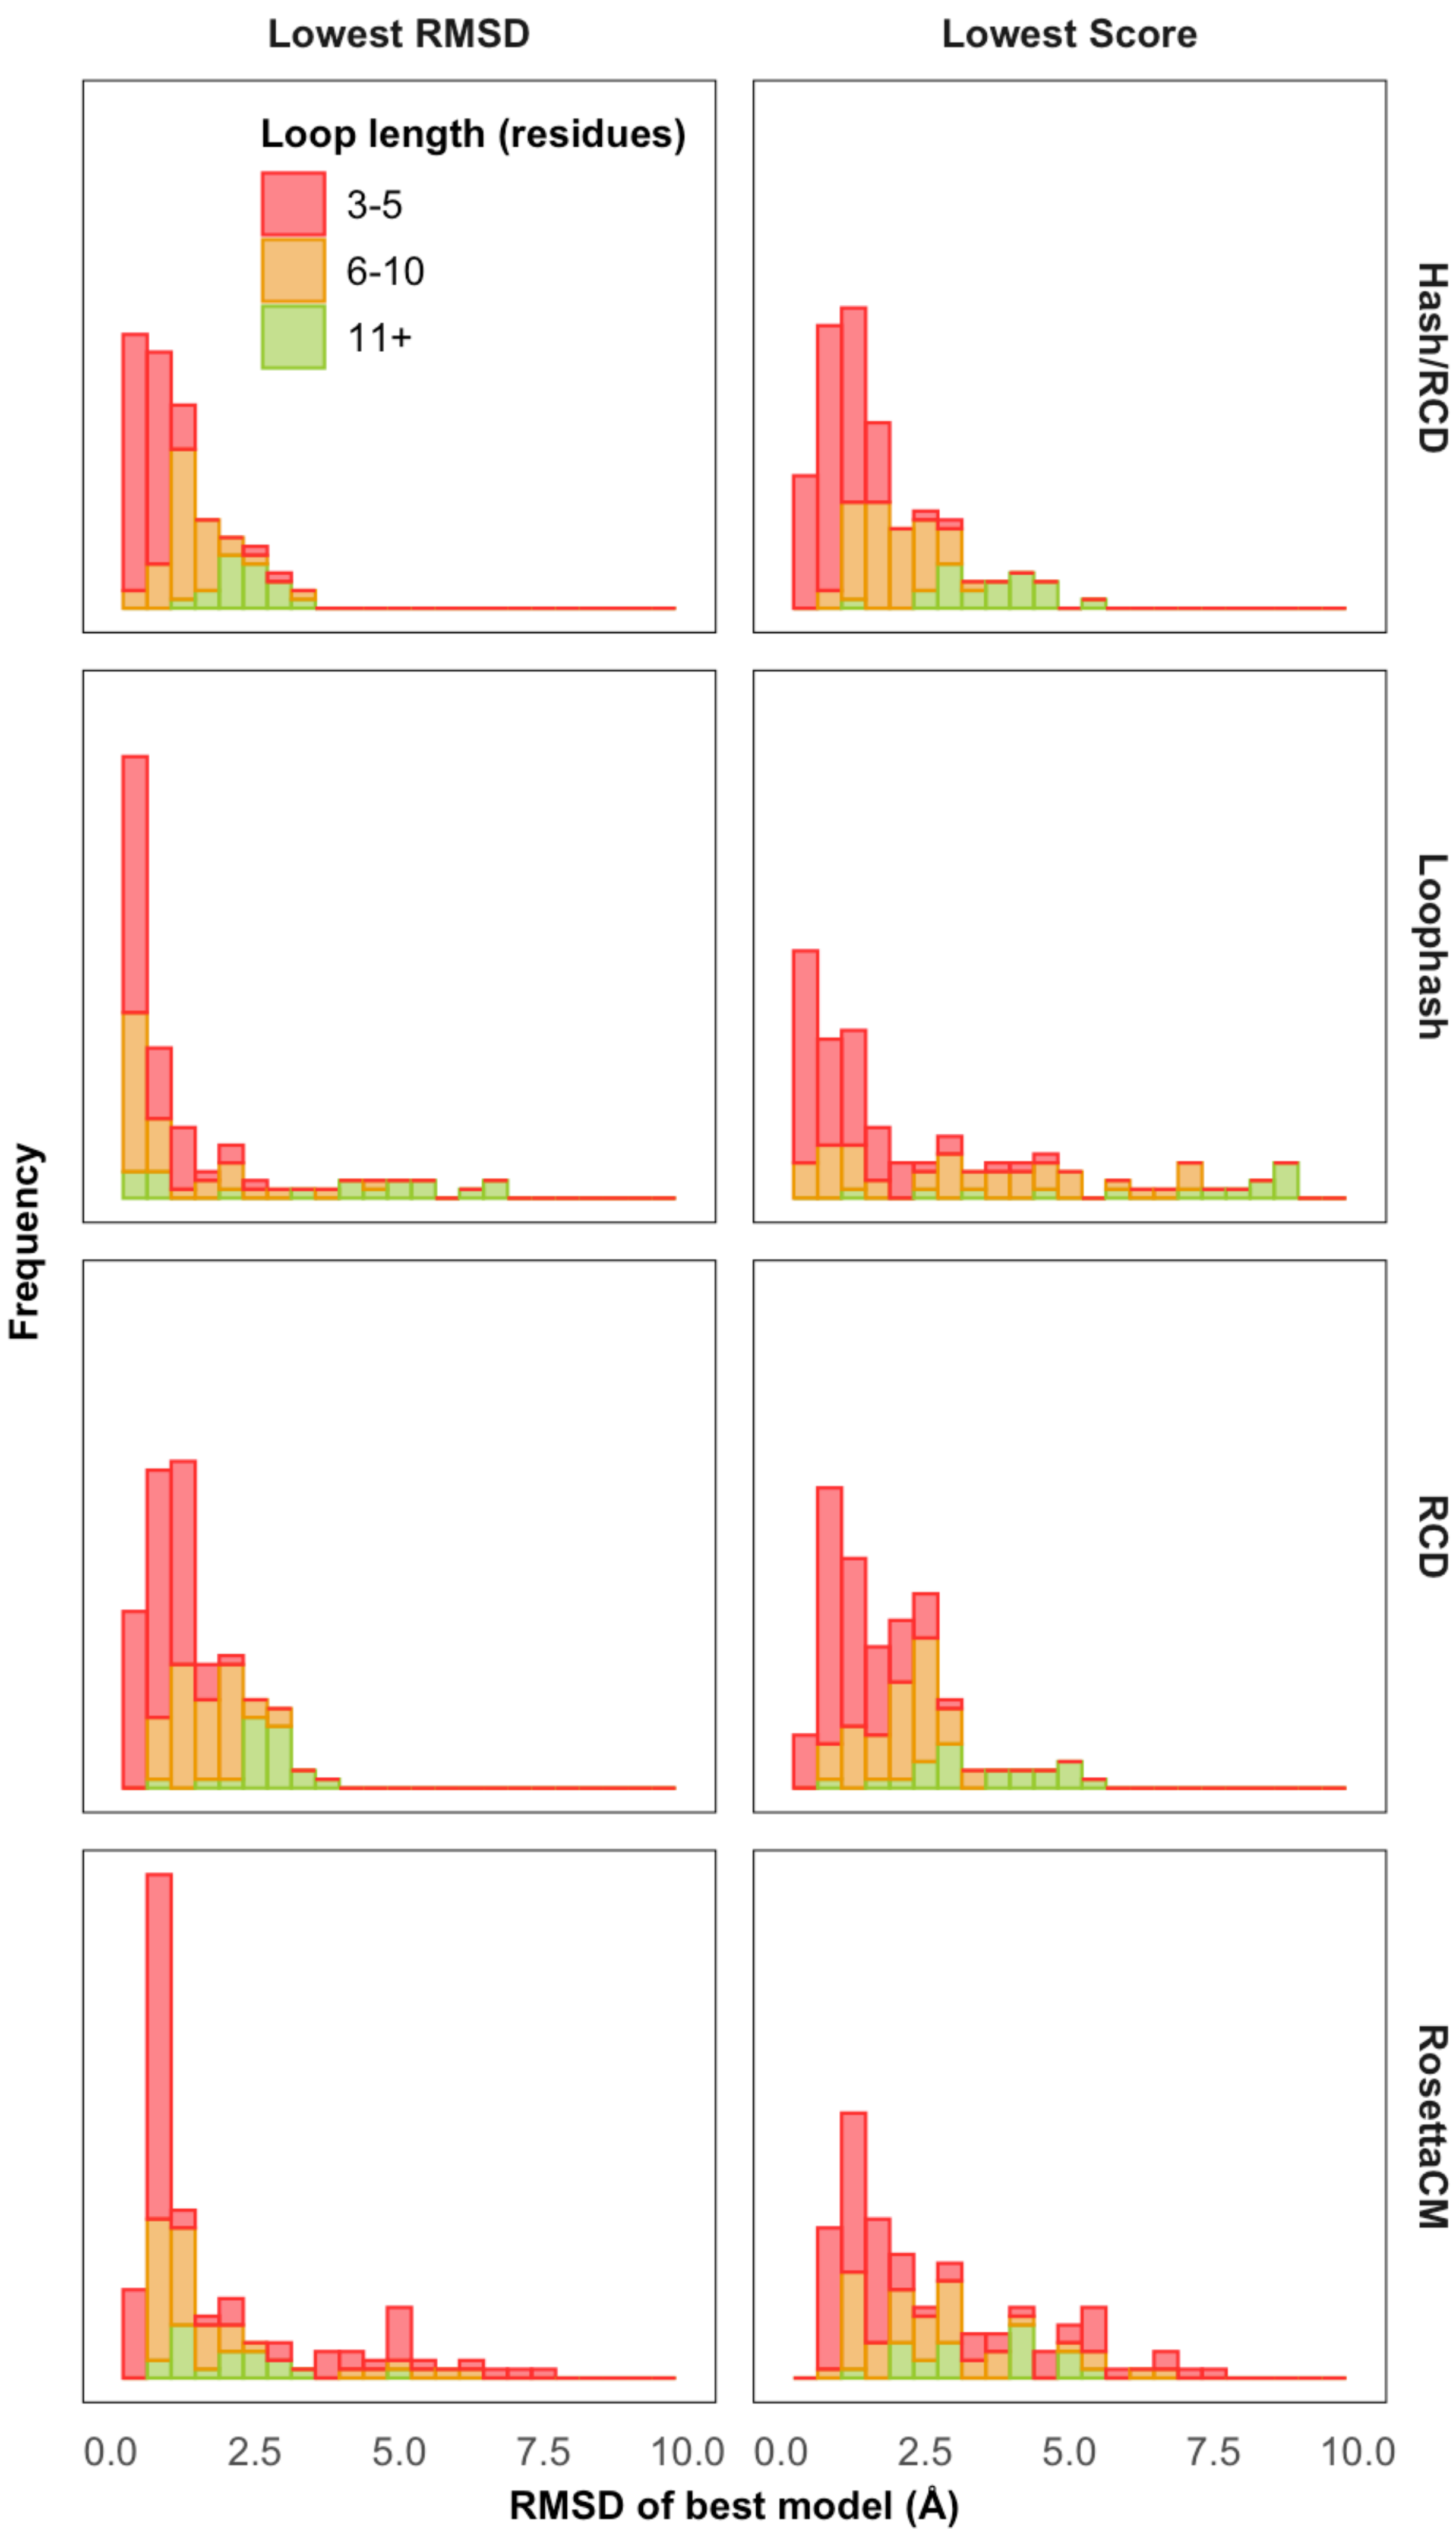 Lowest RMSD
Lowest Score
Loop length (residues)
3-5
6-10
11+
Hash/RCD
Loophash
RCD
RosettaCM
Frequency
0.0 2.5 5.0 7.5 10.0
0.0 2.5 5.0 7.5 10.0
RMSD of best model (Å)